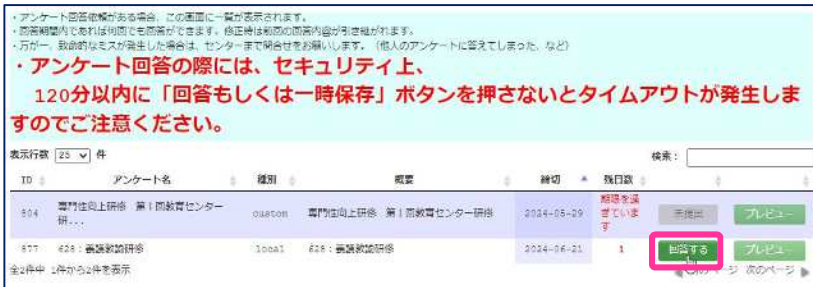 ・アンケート回答依頼がある場合、この画面に一覧が表示されます。
・回答期間内であれば何回でも回答ができます。修正時は前回の回答内容が引き継がれます。
・万が一、致命的なミスが発生した場合は、センターまで問合せをお願いします。（他人のアンケートに答えてしまった、など）
・アンケート回答の際には、セキュリティ上、
120分以内に「回答もしくは一時保存」ボタンを押さないとタイムアウトが発生しま
すのでご注意ください。
表示行数 25 件 検索：
ID アンケート名 種別 概要 締切 残日数
804 専門性向上研修 第1回教育センター研... custom 専門性向上研修 第1回教育センター研修 2024-05-29 期限を過ぎています 未提出 プレビュー
877 628：養護教諭研修 local 628：養護教諭研修 2024-06-21 1 回答する プレビュー
全2件中 1件から2件を表示 ページ 次のページ